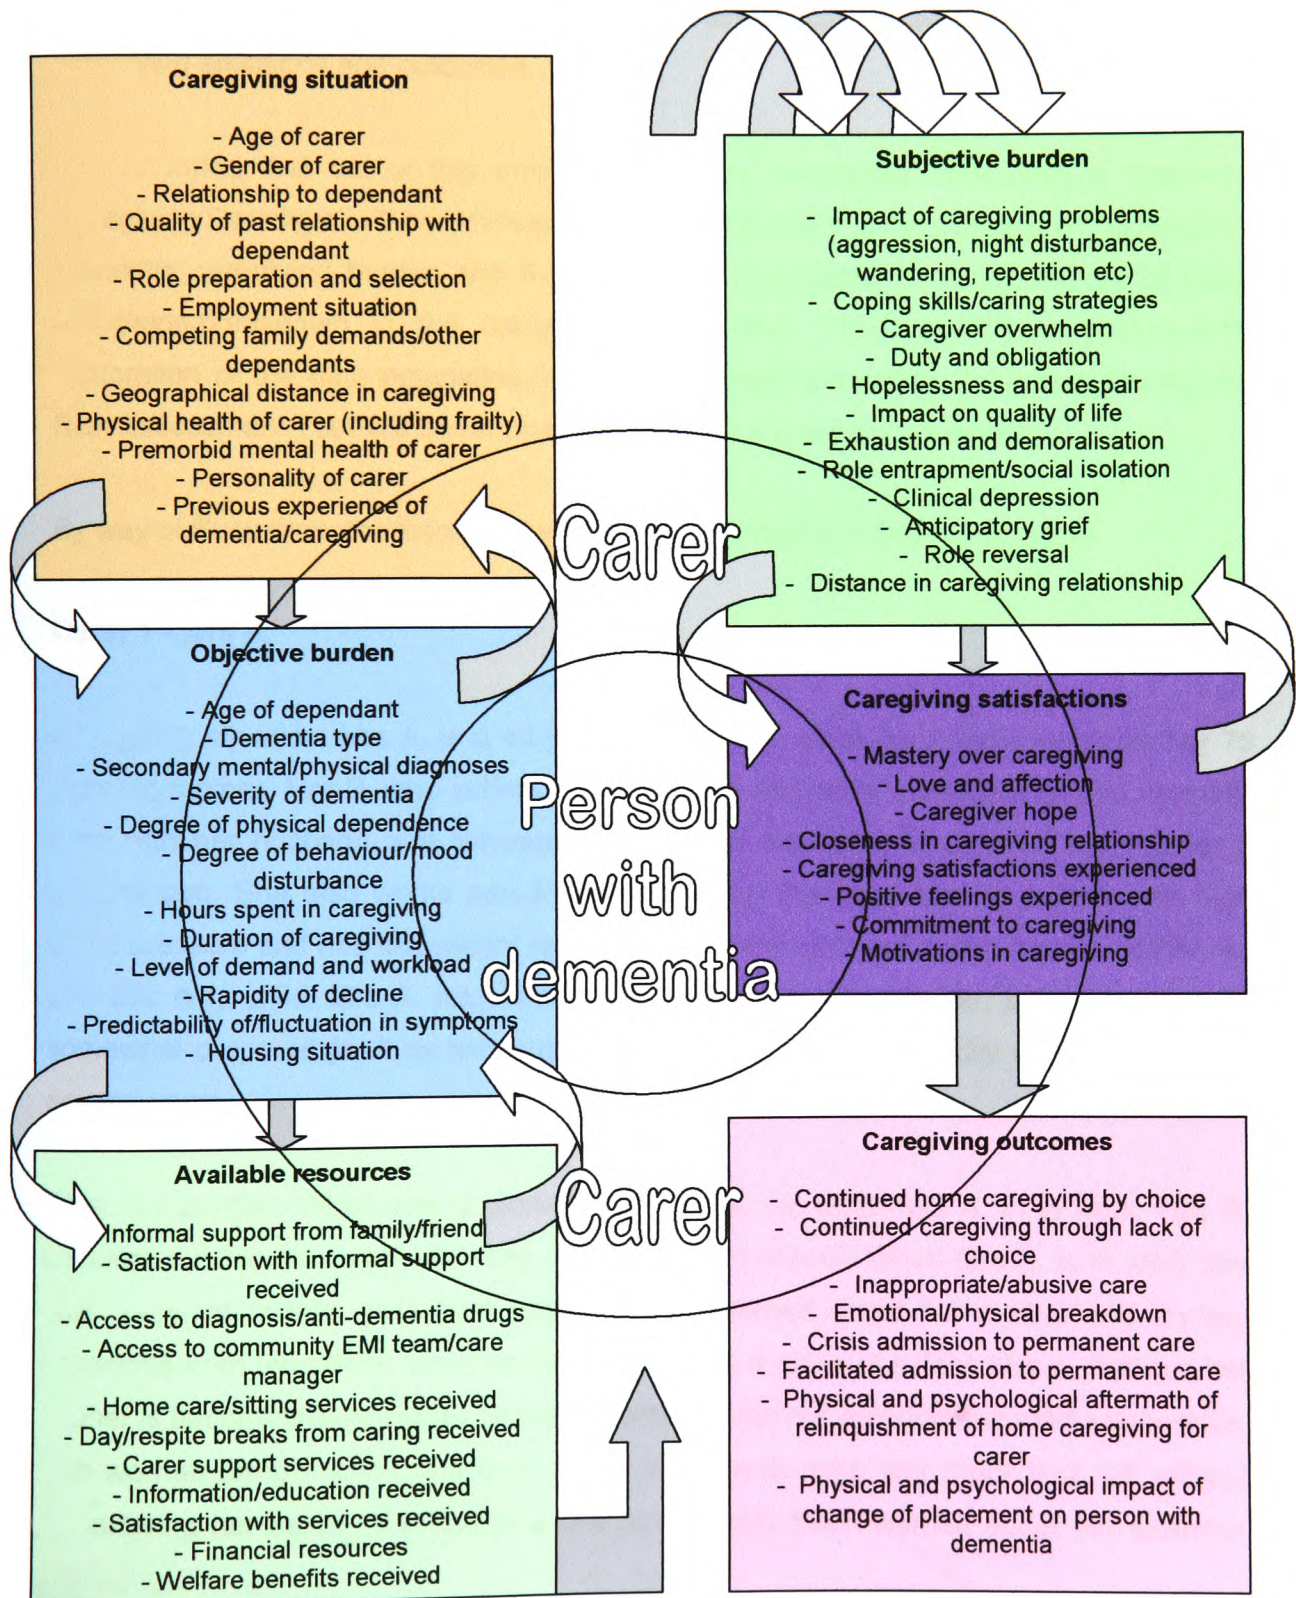 Caregiving situation
- Age of carer
- Gender of carer
- Relationship to dependant
- Quality of past relationship with
dependant
- Role preparation and selection
- Employment situation
- Competing family demands/other
dependants
- Geographical distance in caregiving
- Physical health of carer (including frailty)
- Premorbid mental health of carer
- Personality of carer
- Previous experience of
dementia/caregiving
Objective burden
- Age of dependant
- Dementia type
- Secondary mental/physical diagnoses
- Severity of dementia
- Degree of physical dependence
- Degree of behaviour/mood
disturbance
- Hours spent in caregiving
- Duration of caregiving
- Level of demand and workload
- Rapidity of decline
- Predictability of/fluctuation in symptoms
- Housing situation
Available resources
Informal support from family/friend
- Satisfaction with informal support
received
- Access to diagnosis/anti-dementia drugs
- Access to community EMI team/care
manager
- Home care/sitting services received
- Day/respite breaks from caring received
- Carer support services received
- Information/education received
- Satisfaction with services received
- Financial resources
- Welfare benefits received
Carer
Person
with
dementia
Carer
Subjective burden
- Impact of caregiving problems
(aggression, night disturbance,
wandering, repetition etc)
- Coping skills/caring strategies
- Caregiver overwhelm
- Duty and obligation
- Hopelessness and despair
- Impact on quality of life
- Exhaustion and demoralisation
- Role entrapment/social isolation
- Clinical depression
- Anticipatory grief
- Role reversal
- Distance in caregiving relationship
Caregiving satisfactions
- Mastery over caregiving
- Love and affection
- Caregiver hope
- Closeness in caregiving relationship
- Caregiving satisfactions experienced
- Positive feelings experienced
- Commitment to caregiving
- Motivations in caregiving
Caregiving outcomes
- Continued home caregiving by choice
- Continued caregiving through lack of
choice
- Inappropriate/abusive care
- Emotional/physical breakdown
- Crisis admission to permanent care
- Facilitated admission to permanent care
- Physical and psychological aftermath of
relinquishment of home caregiving for
carer
- Physical and psychological impact of
change of placement on person with
dementia